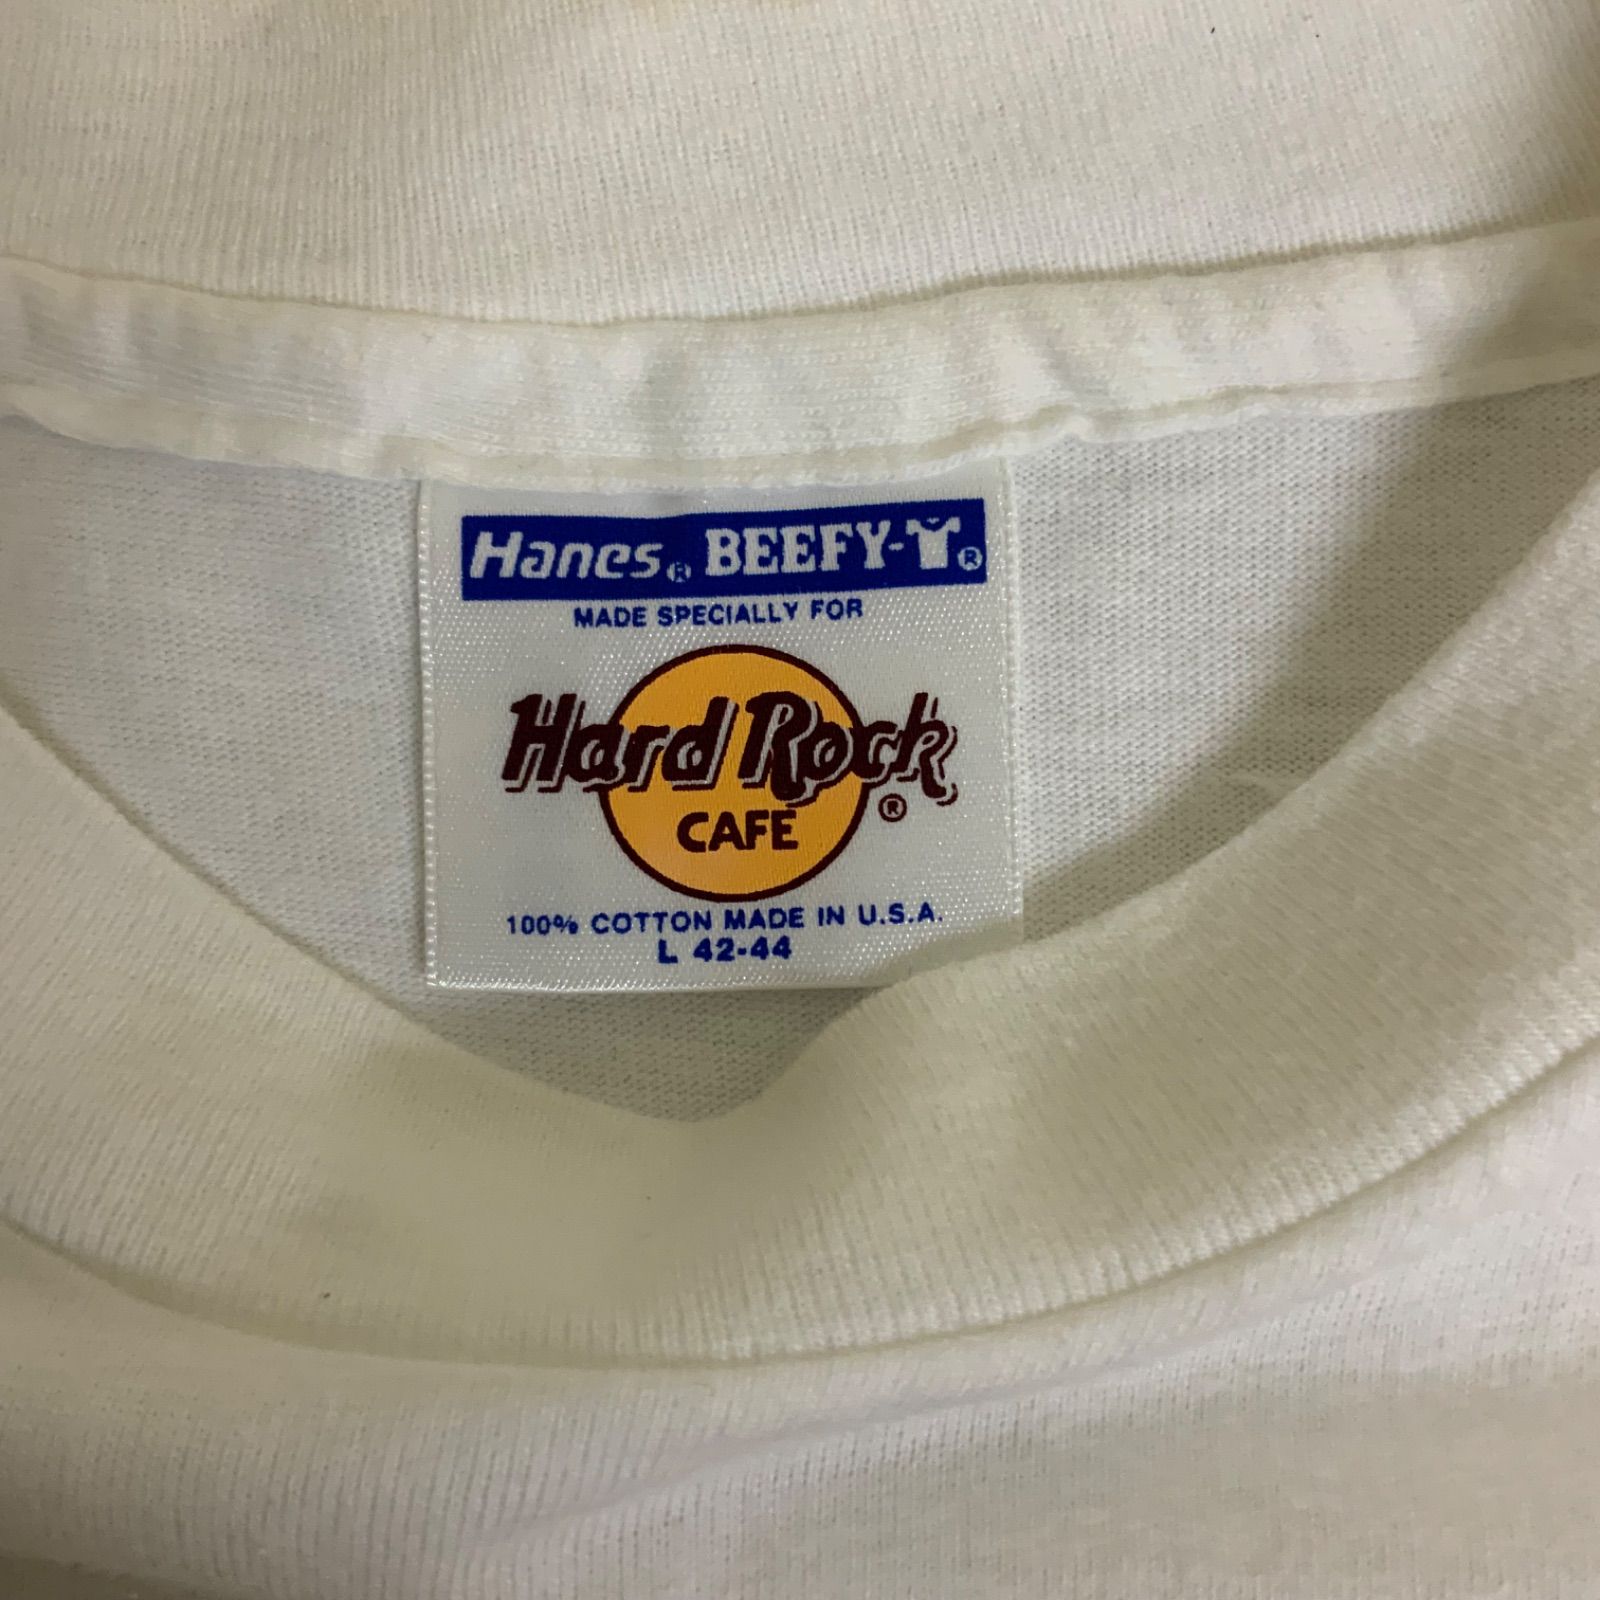 Hanes® BEEFY-T®
MADE SPECIALLY FOR
Hard Rock ®
CAFE
100% COTTON MADE IN U.S.A.
L 42-44